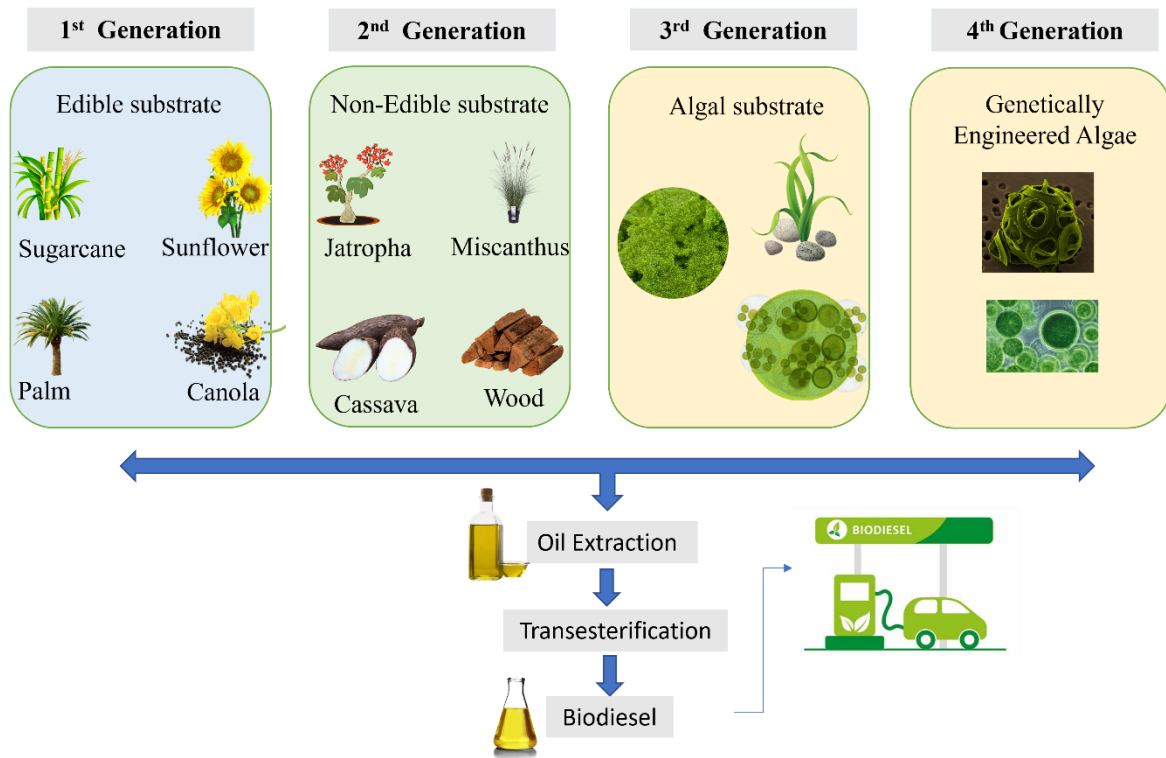 1st Generation
2nd Generation
3rd Generation
4th Generation
Edible substrate
Sugarcane
Sunflower
Palm
Canola
Non-Edible substrate
Jatropha
Miscanthus
Cassava
Wood
Algal substrate
Genetically
Engineered Algae
Oil Extraction
Transesterification
Biodiesel
BIODIESEL